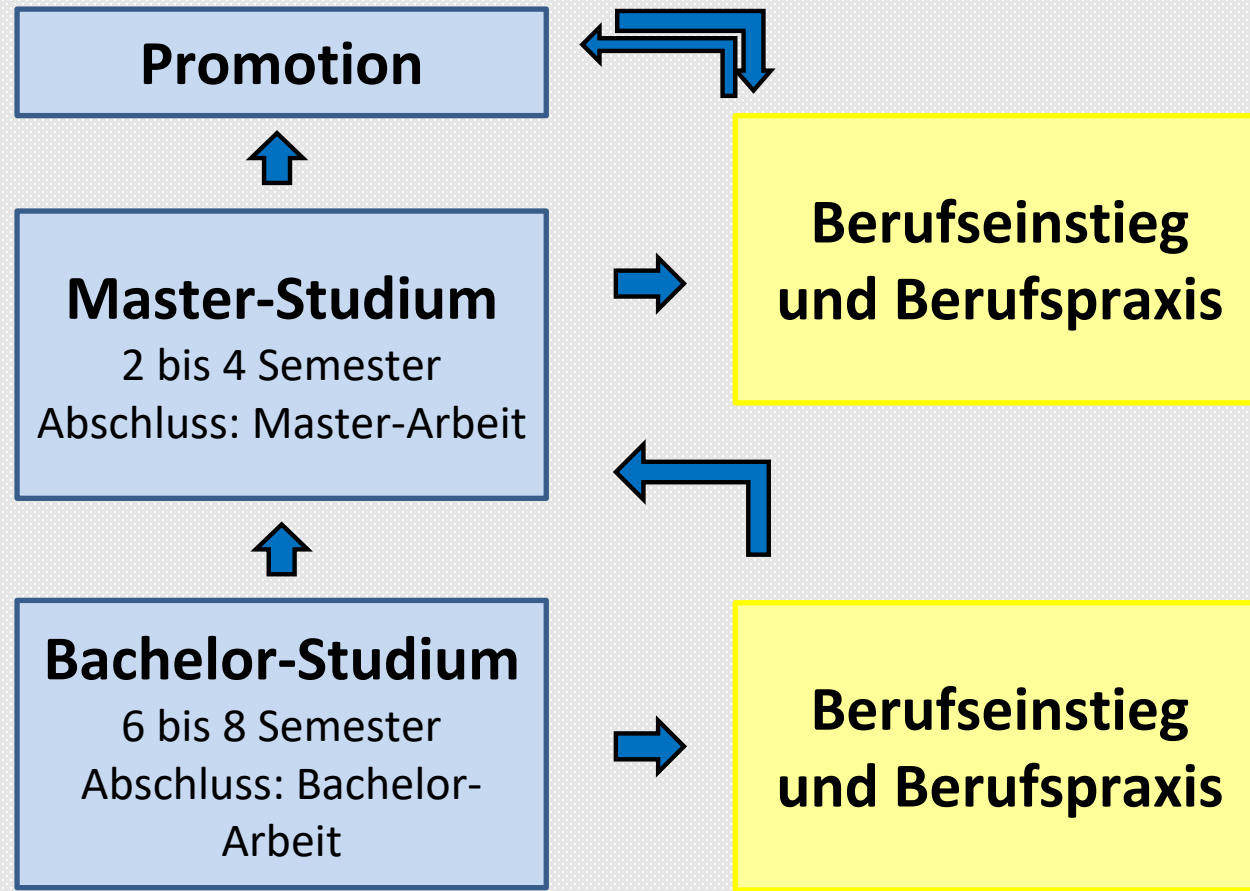 Promotion
Berufseinstieg
und Berufspraxis
Master-Studium
2 bis 4 Semester
Abschluss: Master-Arbeit
Bachelor-Studium
6 bis 8 Semester
Abschluss: Bachelor-
Arbeit
Berufseinstieg
und Berufspraxis